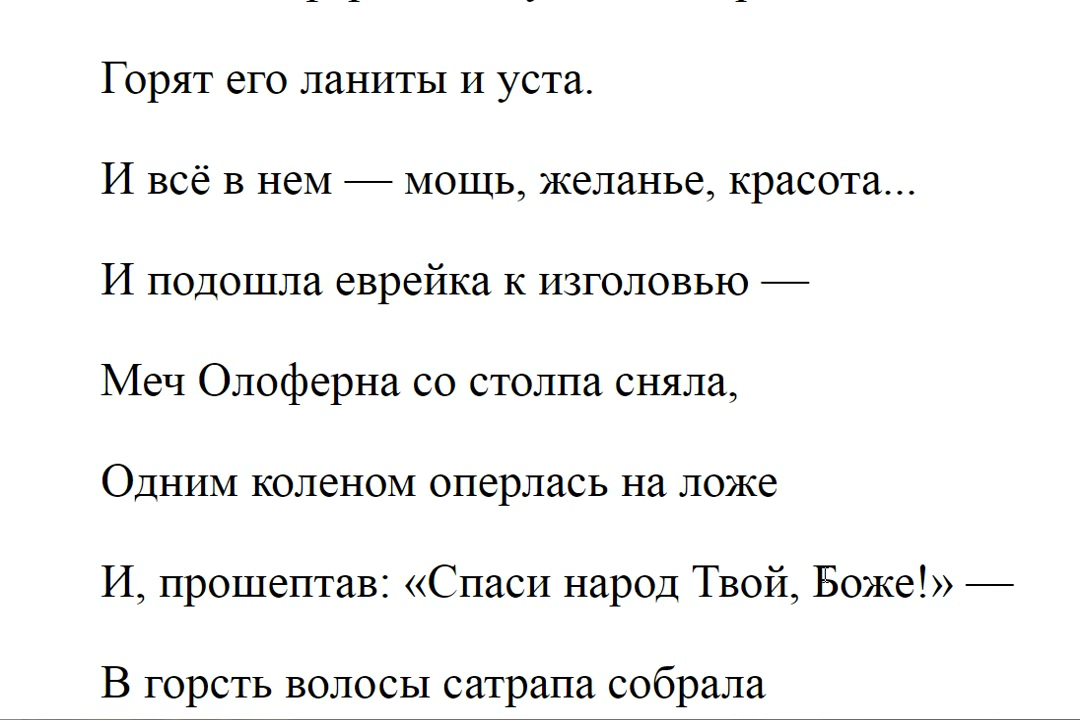 Горят его ланиты и уста.
И всё в нем — мощь, желанье, красота...
И подошла еврейка к изголовью —
Меч Олоферна со столпа сняла,
Одним коленом оперлась на ложе
И, прошептав: «Спаси народ Твой, Боже!» —
В горсть волосы сатрапа собрала